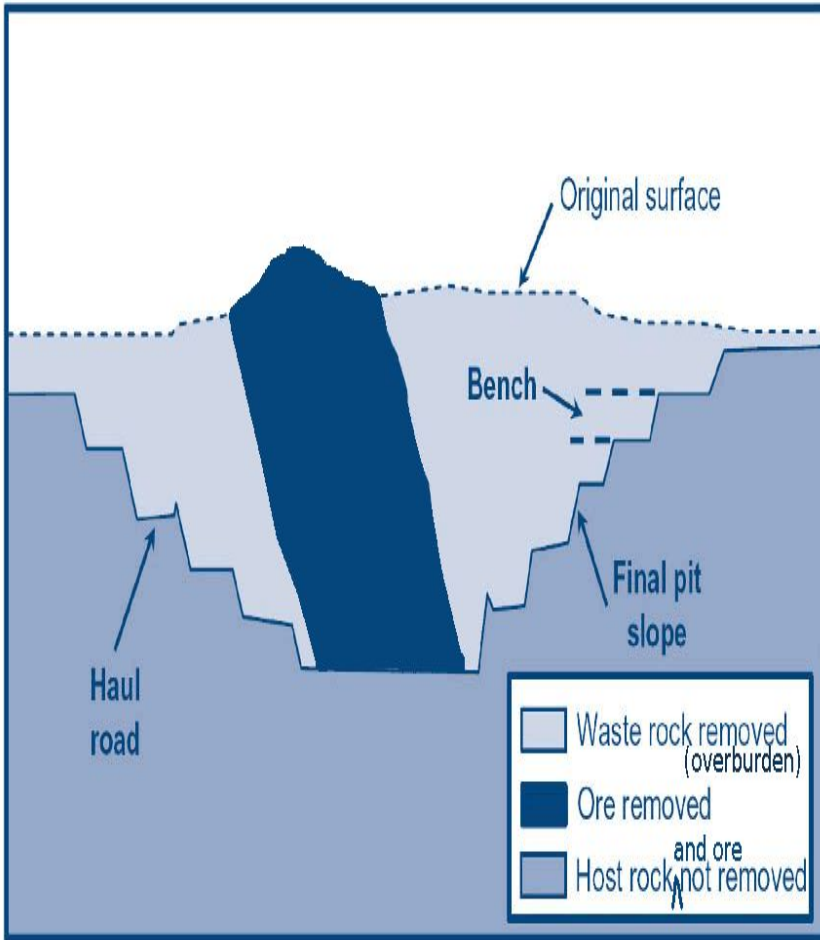 Original surface
Bench
Final pit
slope
Haul
road
Waste rock removed
(overburden)
Ore removed
and ore
Host rock not removed